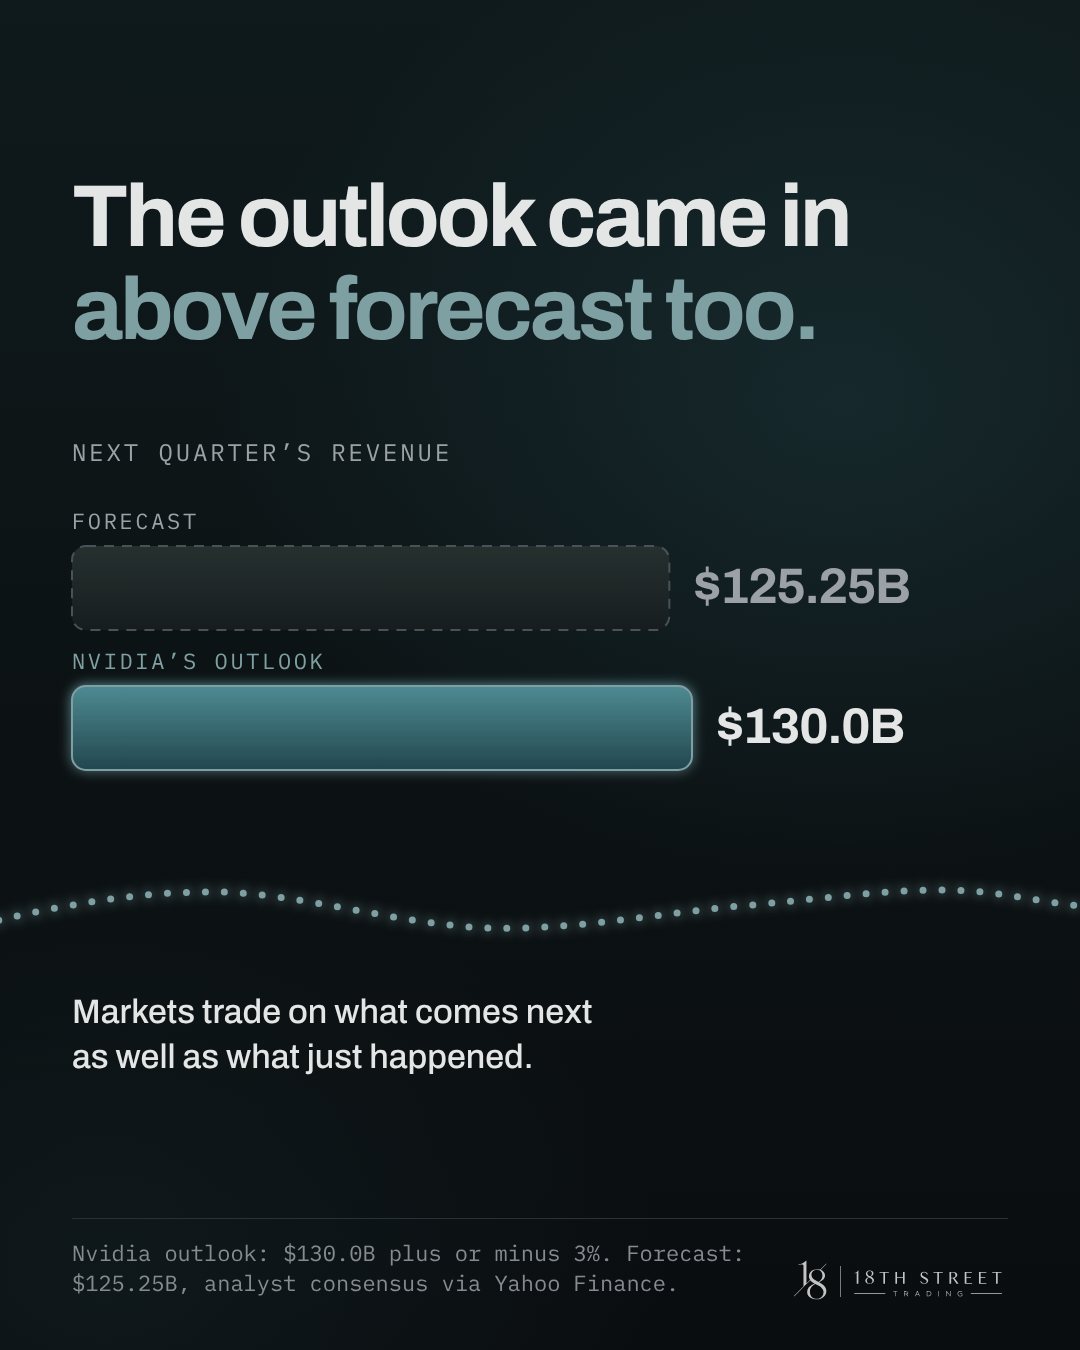 The outlook came in
above forecast too.
NEXT QUARTER’S REVENUE
FORECAST
$125.25B
NVIDIA’S OUTLOOK
$130.0B
Markets trade on what comes next
as well as what just happened.
Nvidia outlook: $130.0B plus or minus 3%. Forecast:
$125.25B, analyst consensus via Yahoo Finance.
18
18TH STREET
TRADING